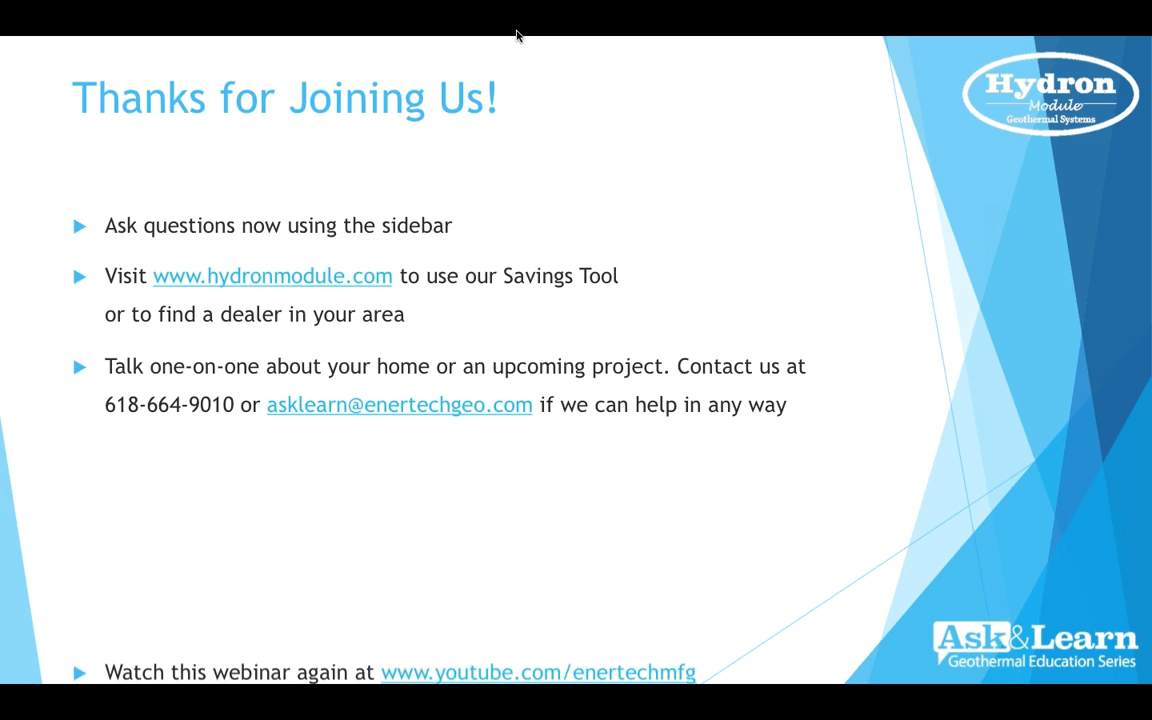 Thanks for Joining Us!
Hydron
Module
Geothermal Systems
Ask questions now using the sidebar
Visit www.hydronmodule.com to use our Savings Tool
or to find a dealer in your area
Talk one-on-one about your home or an upcoming project. Contact us at
618-664-9010 or asklearn@enertechgeo.com if we can help in any way
Ask&Learn
Geothermal Education Series
Watch this webinar again at www.youtube.com/enertechmfg